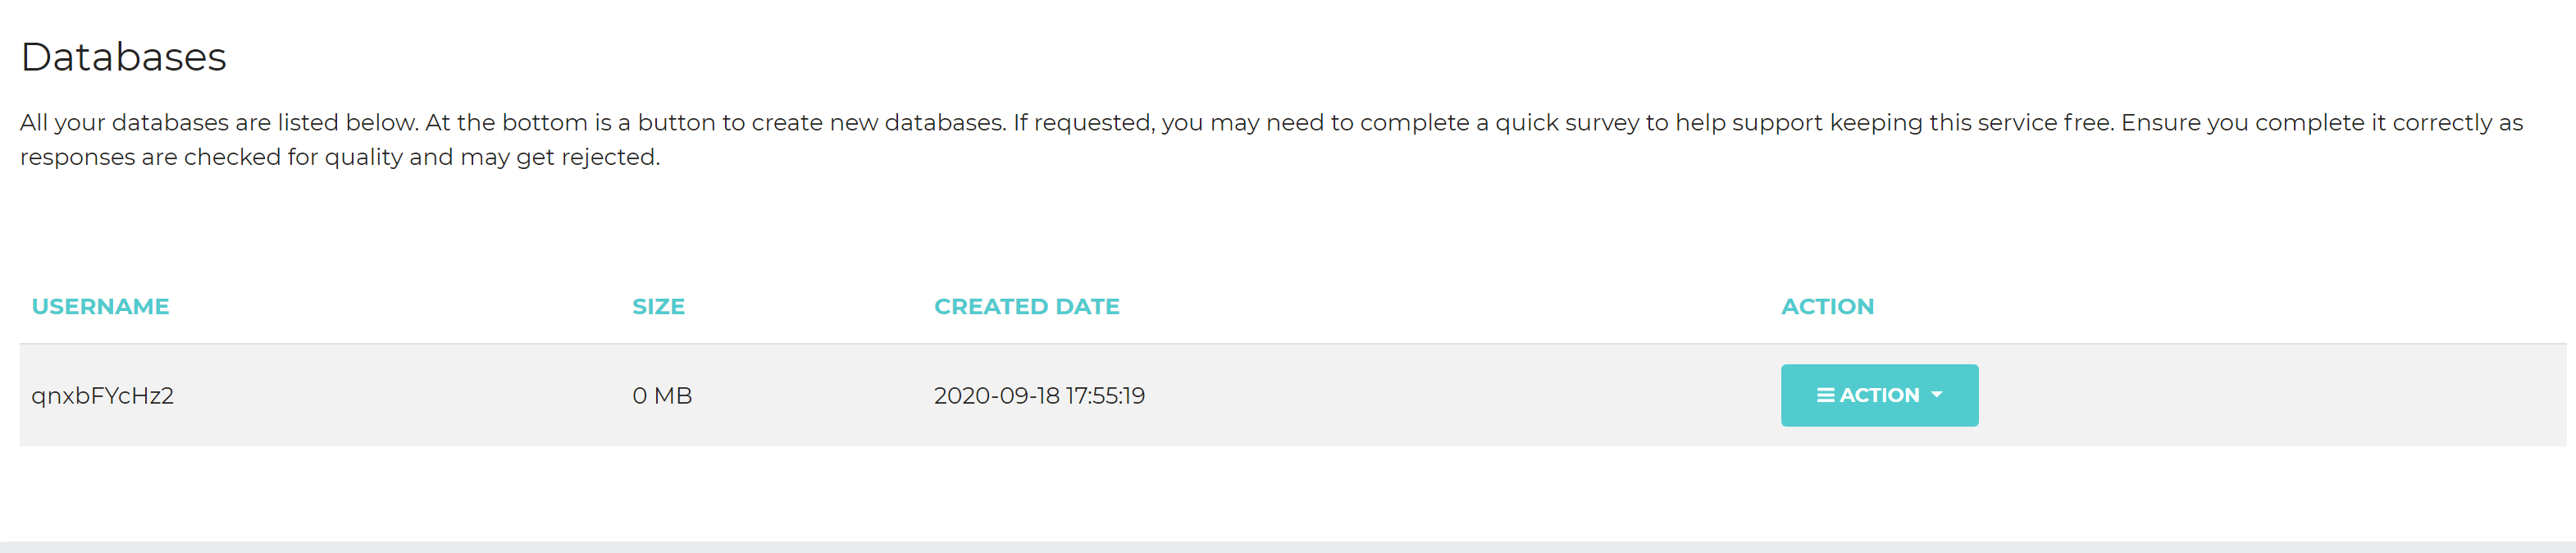 Databases
All your databases are listed below. At the bottom is a button to create new databases. If requested, you may need to complete a quick survey to help support keeping this service free. Ensure you complete it correctly as
responses are checked for quality and may get rejected.
USERNAME SIZE CREATED DATE ACTION
qnxbFYcHz2 0 MB 2020-09-18 17:55:19 ACTION